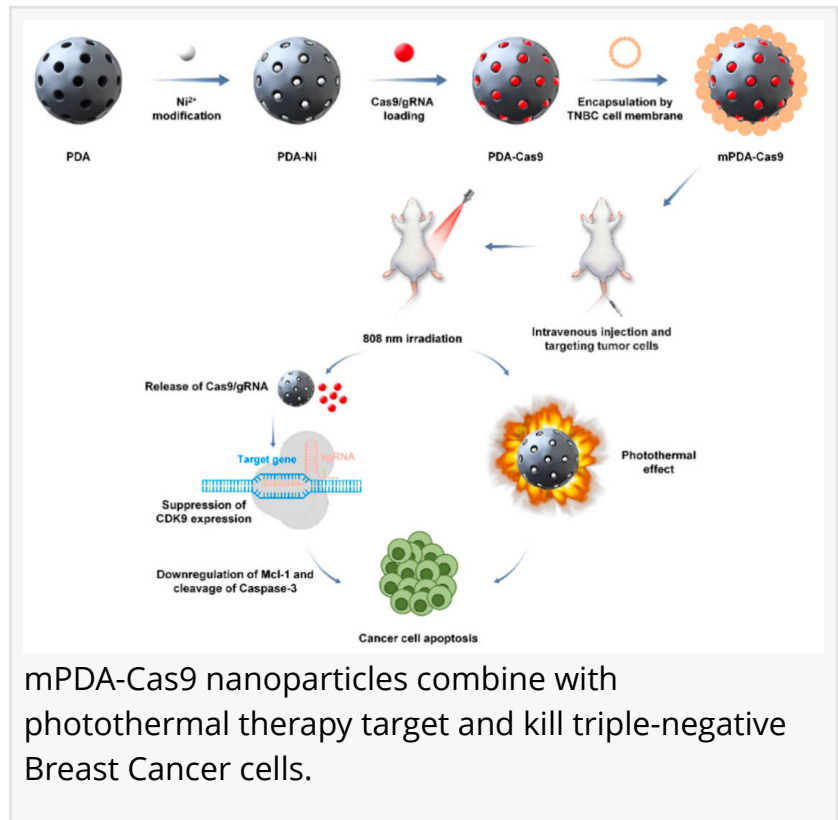 Ni²⁺
modification
Cas9/gRNA
loading
Encapsulation by
TNBC cell membrane
PDA
PDA-Ni
PDA-Cas9
mPDA-Cas9
808 nm irradiation
Intravenous injection and
targeting tumor cells
Release of Cas9/gRNA
Target gene
sgRNA
Suppression of
CDK9 expression
Photothermal
effect
Downregulation of Mcl-1 and
cleavage of Caspase-3
Cancer cell apoptosis
mPDA-Cas9 nanoparticles combine with
photothermal therapy target and kill triple-negative
Breast Cancer cells.